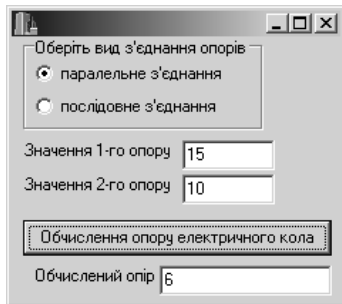 Оберіть вид з'єднання опорів
паралельне з'єднання
послідовне з'єднання
Значення 1-го опору 15
Значення 2-го опору 10
Обчислення опору електричного кола
Обчислений опір 6